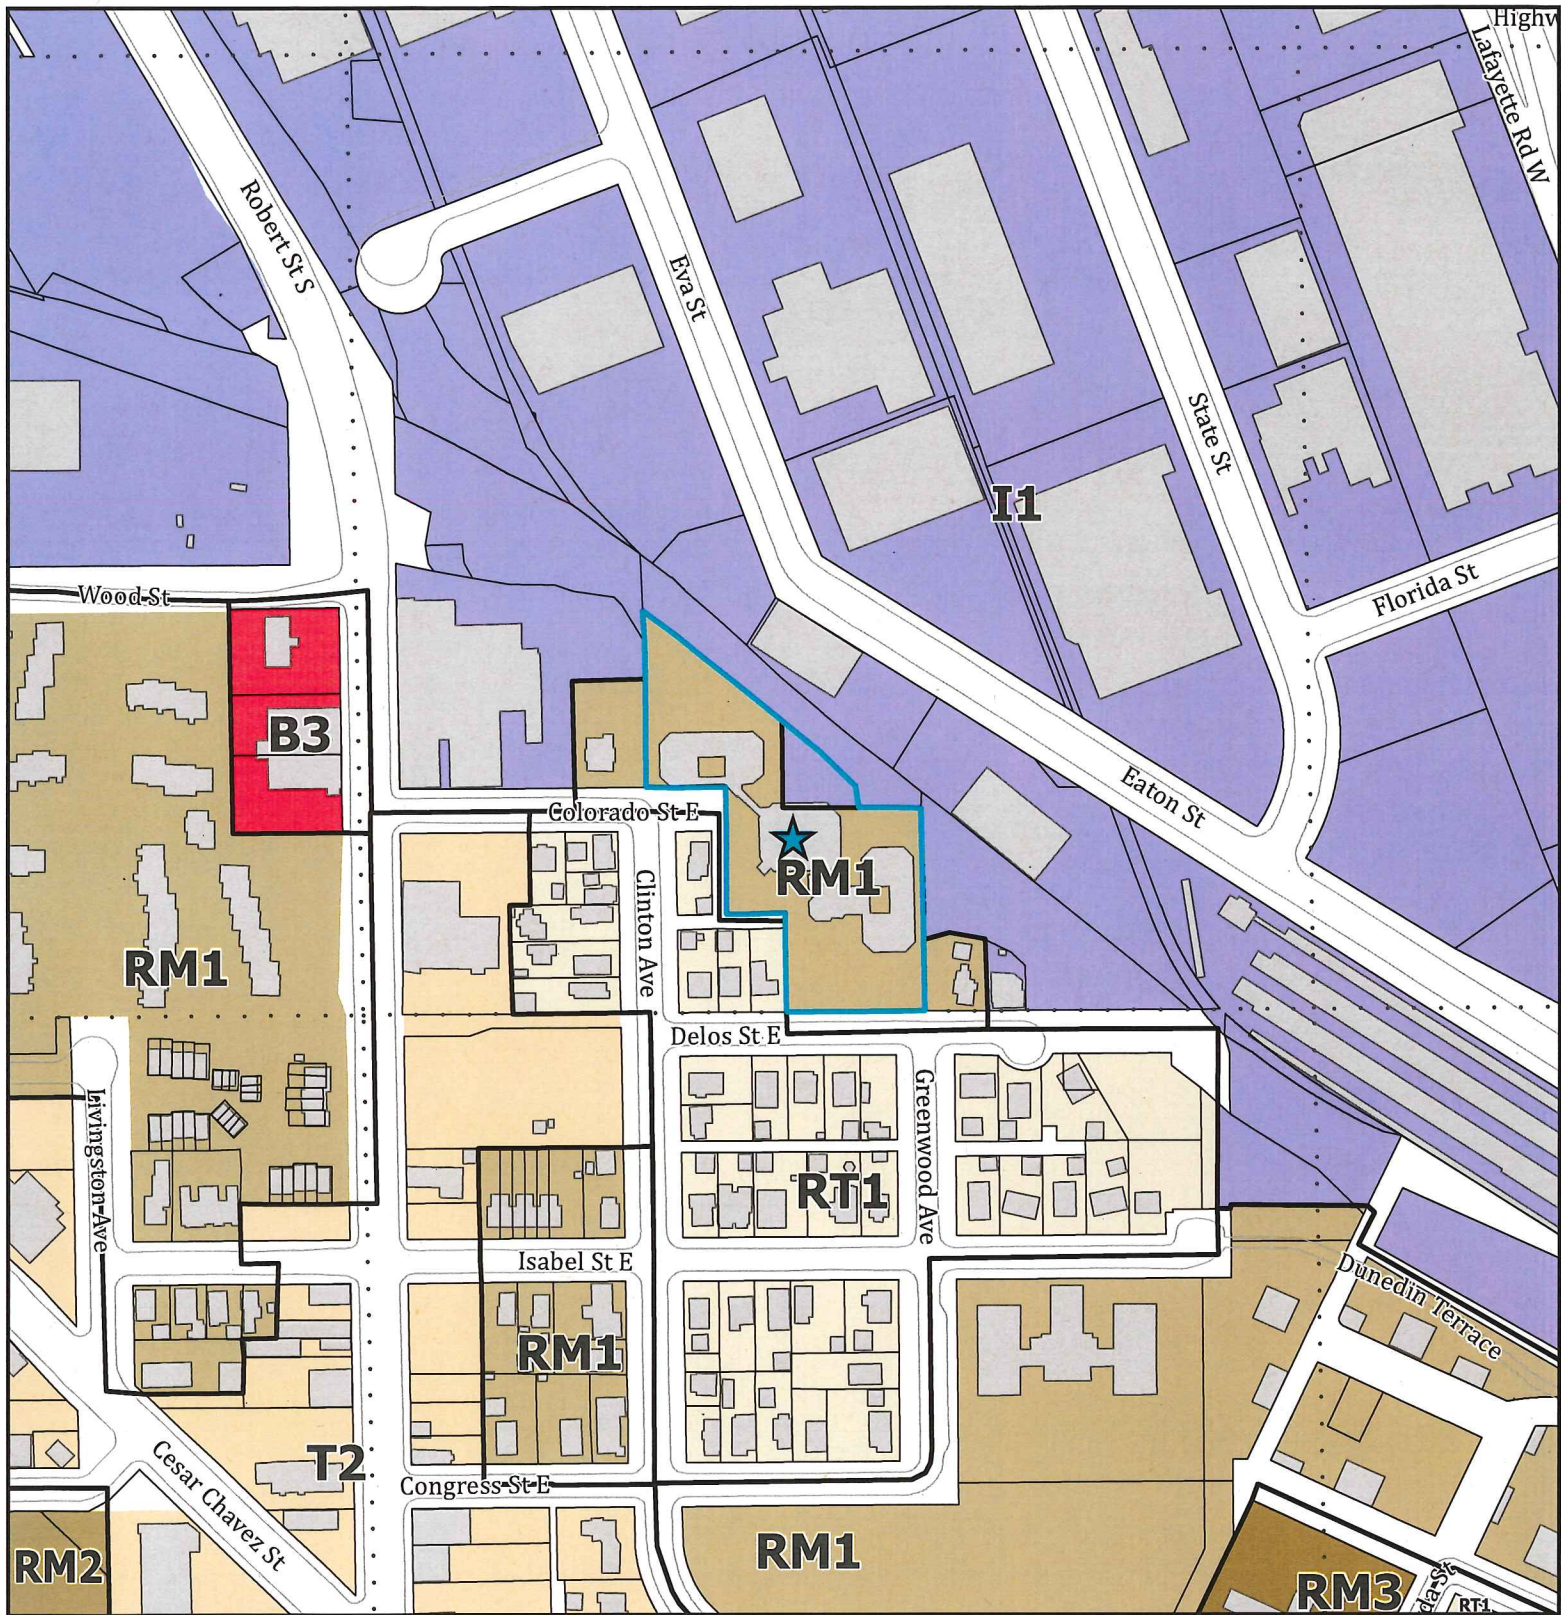 Highw
Lafayette Rd W
Robert St S
Eva St
State St
I1
Florida St
Wood St
B3
Eaton St
Colorado St E
RM1
Clinton Ave
RM1
Delos St E
Livingston Ave
Greenwood Ave
RT1
Isabel St E
Dunedin Terrace
RM1
T2
Cesar Chavez St
Congress St E
RM1
RM2
RM3
da St
RT1